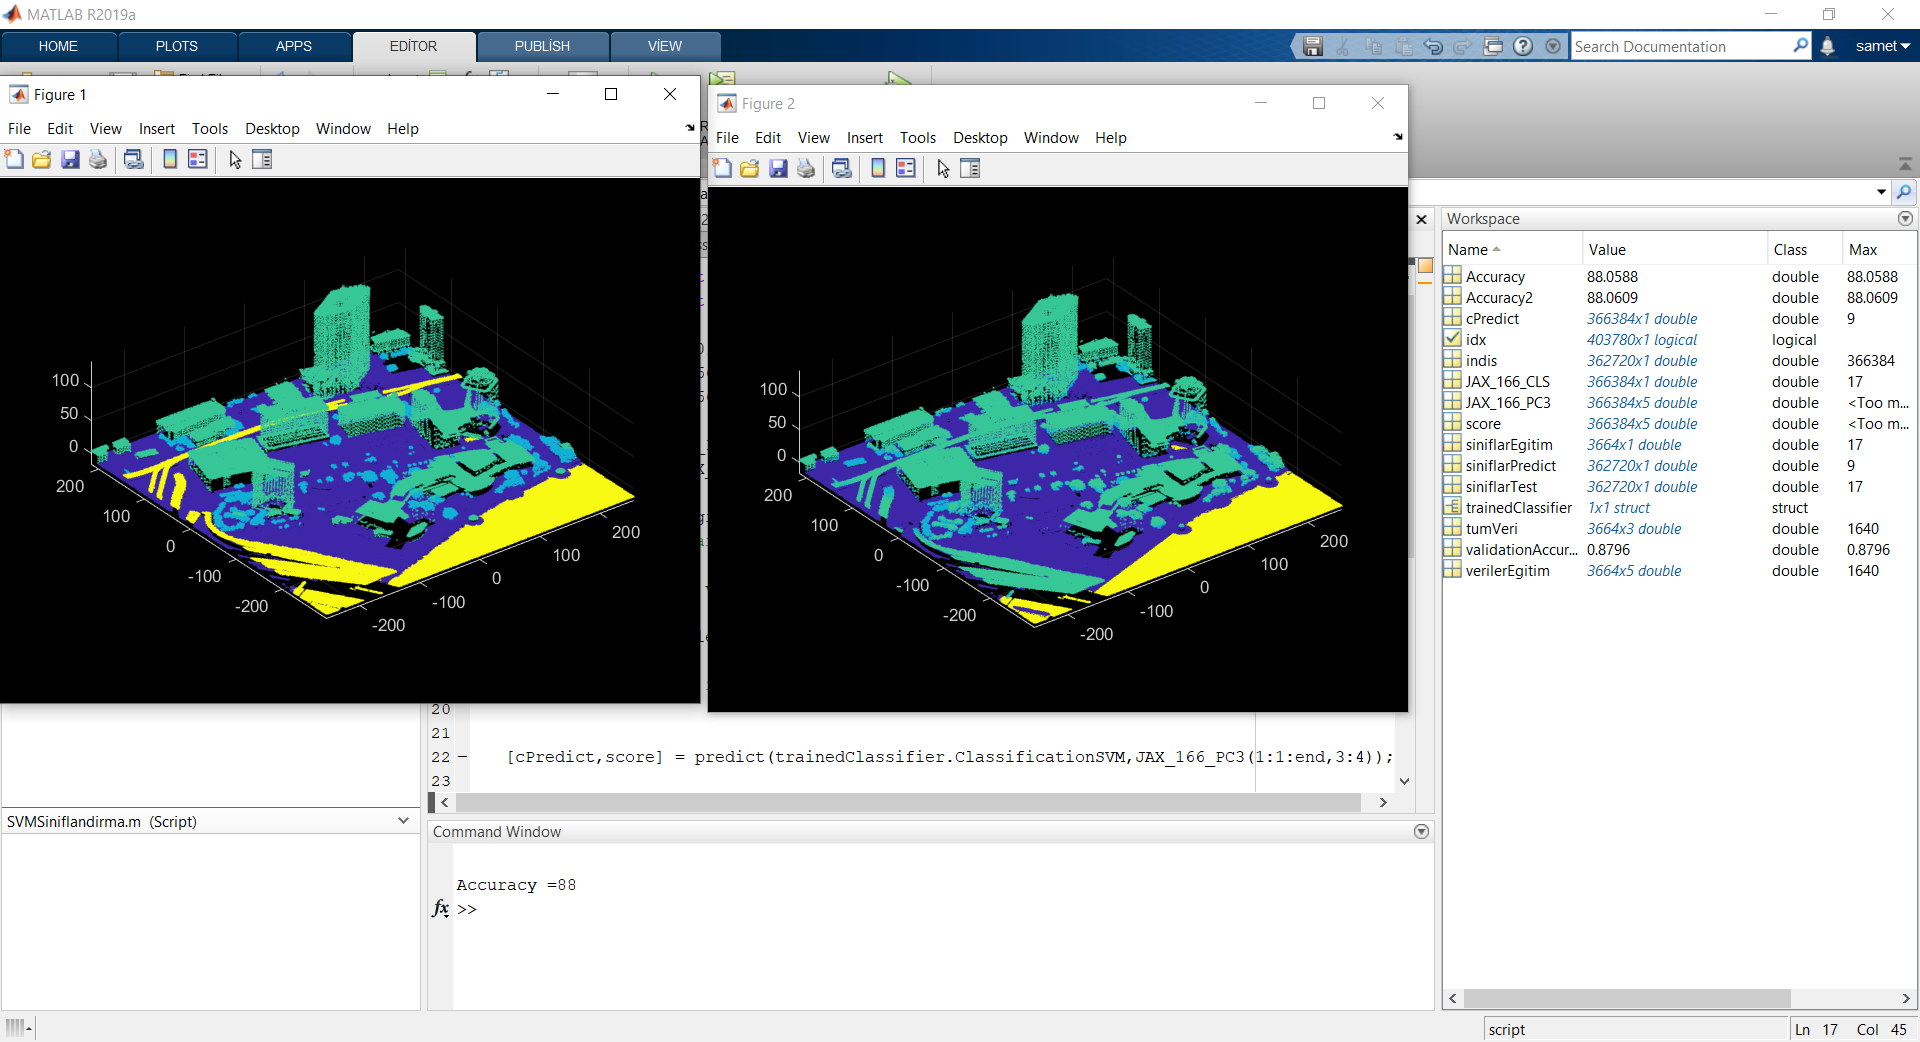 MATLAB R2019a
HOME PLOTS APPS EDİTOR PUBLİSH VİEW
Search Documentation
samet
Figure 1
File Edit View Insert Tools Desktop Window Help
100
50
0
200
100
0
-100
-200
-200
-100
0
100
200
Figure 2
File Edit View Insert Tools Desktop Window Help
100
50
0
200
100
0
-100
-200
-200
-100
0
100
200
20
21
22 – [cPredict,score] = predict(trainedClassifier.ClassificationSVM,JAX_166_PC3(1:1:end,3:4));
23
SVMSiniflandirma.m (Script)
Command Window
Accuracy =88
fx >>
Workspace
Name Value Class Max
Accuracy 88.0588 double 88.0588
Accuracy2 88.0609 double 88.0609
cPredict 366384x1 double double 9
idx 403780x1 logical logical
indis 362720x1 double double 366384
JAX_166_CLS 366384x1 double double 17
JAX_166_PC3 366384x5 double double <Too m...
score 366384x5 double double <Too m...
siniflarEgitim 3664x1 double double 17
siniflarPredict 362720x1 double double 9
siniflarTest 362720x1 double double 17
trainedClassifier 1x1 struct struct
tumVeri 3664x3 double double 1640
validationAccur... 0.8796 double 0.8796
verilerEgitim 3664x5 double double 1640
script
Ln 17 Col 45